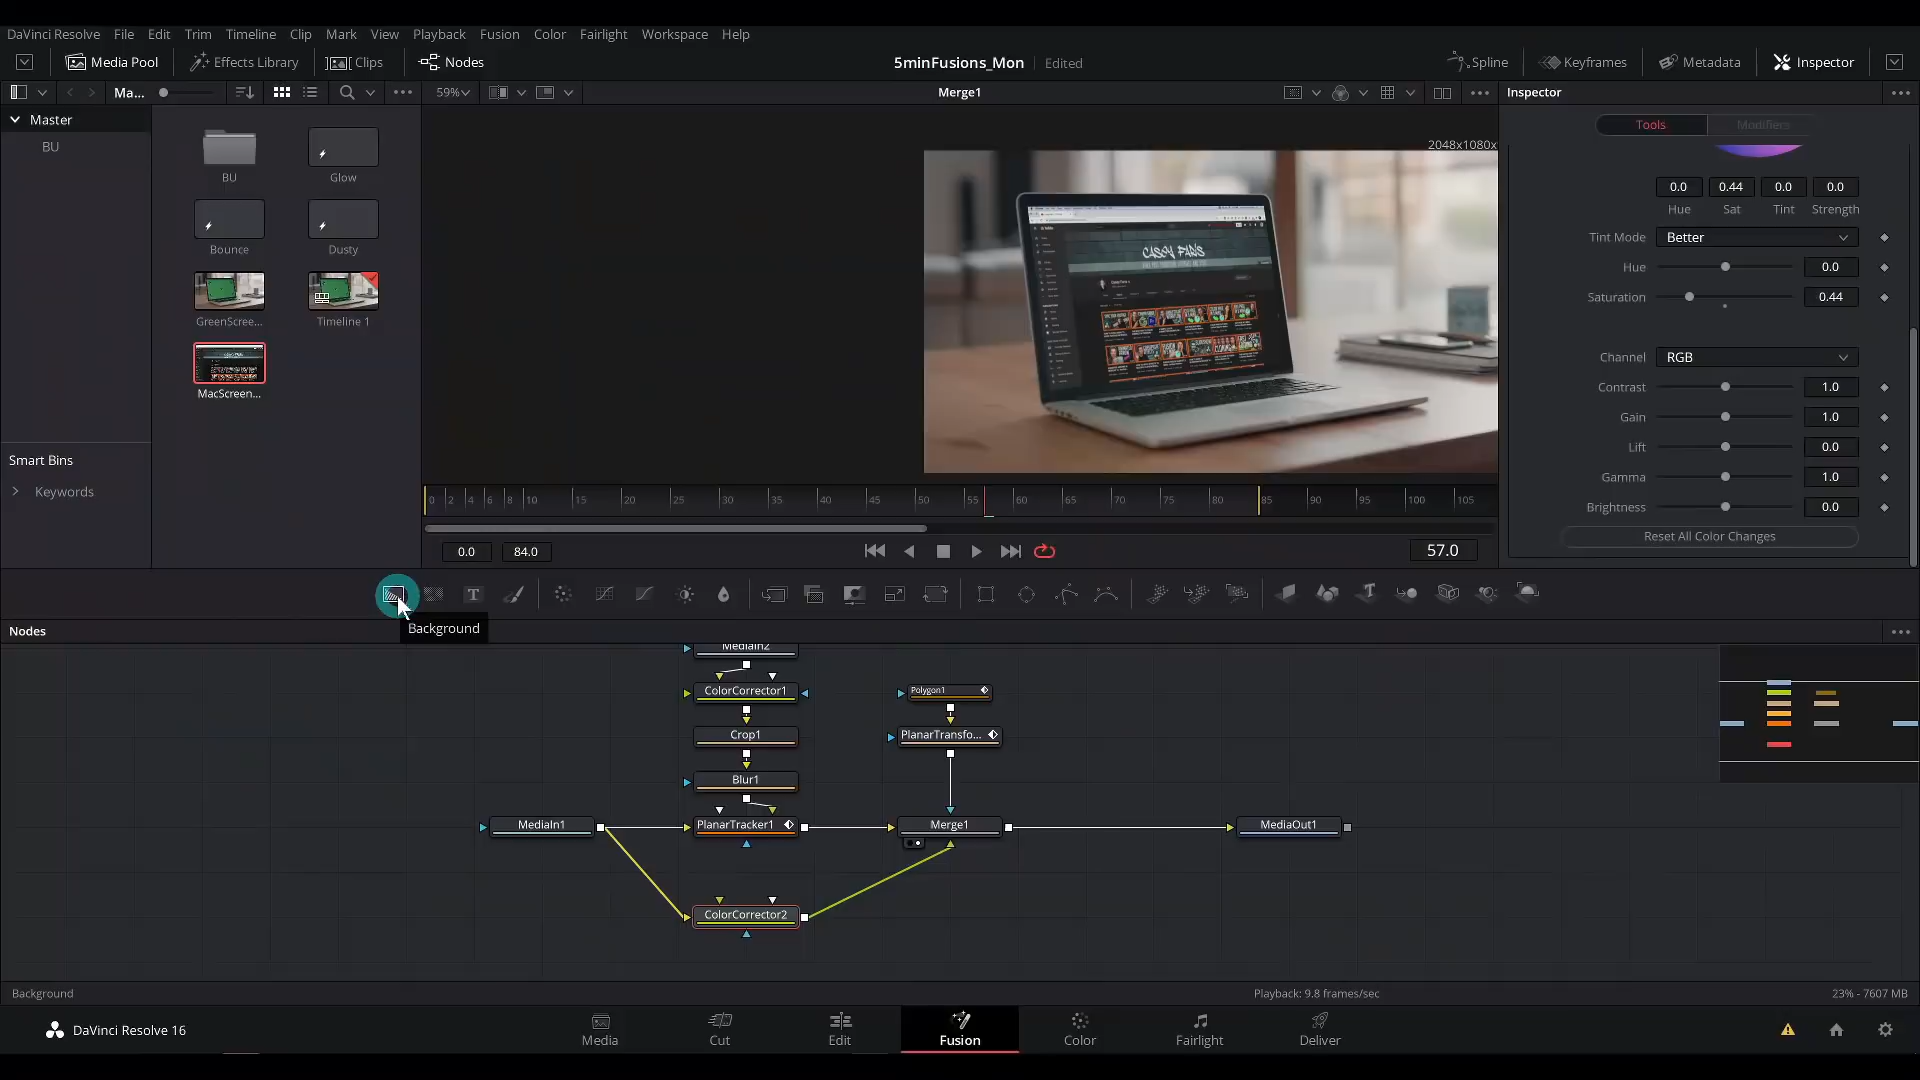 DaVinci Resolve File Edit Trim Timeline Clip Mark View Playback Fusion Color Fairlight Workspace Help
Media Pool Effects Library Clips Nodes 5minFusions_Mon Edited Spline Keyframes Metadata Inspector
Ma... 59% Merge1 Inspector
Master
BU
BU
Glow
Bounce
Dusty
GreenScree...
Timeline 1
MacScreen...
Smart Bins
Keywords
2048x1080x
CASEY FARIS
Tools Modifiers
0.0 0.44 0.0 0.0
Hue Sat Tint Strength
Tint Mode Better
Hue 0.0
Saturation 0.44
Channel RGB
Contrast 1.0
Gain 1.0
Lift 0.0
Gamma 1.0
Brightness 0.0
Reset All Color Changes
0 2 4 6 8 10 15 20 25 30 35 40 45 50 55 60 65 70 75 80 85 90 95 100 105
0.0 84.0 57.0
Background
Nodes
MediaIn2
ColorCorrector1
Polygon1
Crop1
PlanarTransfo...
Blur1
MediaIn1
PlanarTracker1
Merge1
MediaOut1
ColorCorrector2
Background Playback: 9.8 frames/sec 23% - 7607 MB
DaVinci Resolve 16 Media Cut Edit Fusion Color Fairlight Deliver